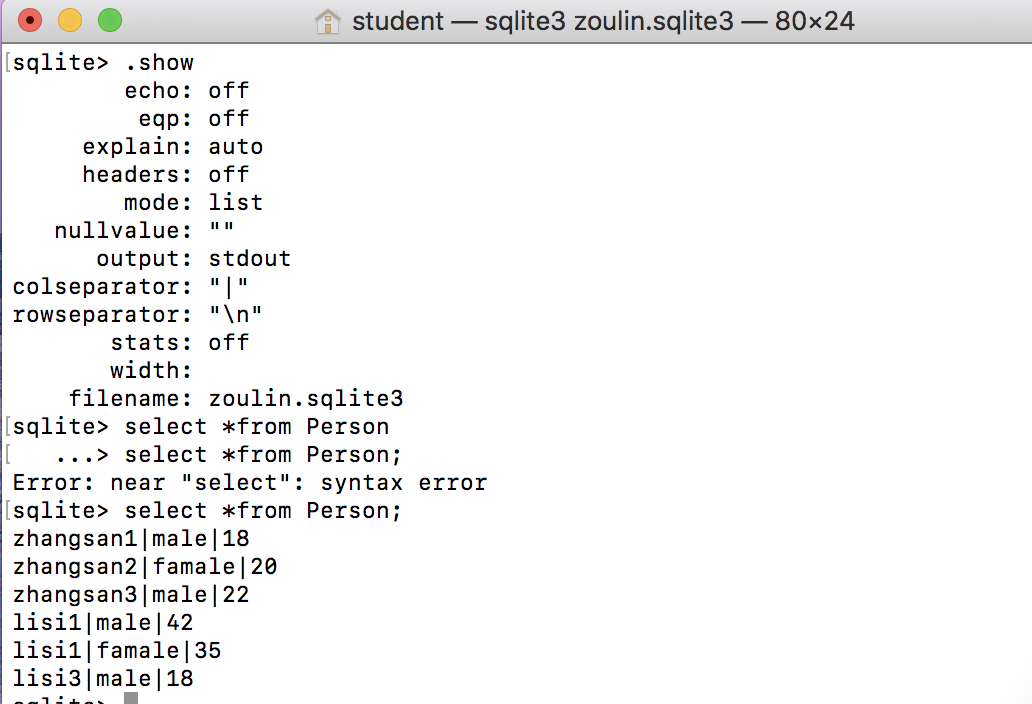 student — sqlite3 zoulin.sqlite3 — 80×24
[sqlite> .show
echo: off
eqp: off
explain: auto
headers: off
mode: list
nullvalue: ""
output: stdout
colseparator: "|"
rowseparator: "\n"
stats: off
width:
filename: zoulin.sqlite3
[sqlite> select *from Person
[ ...> select *from Person;
Error: near "select": syntax error
[sqlite> select *from Person;
zhangsan1|male|18
zhangsan2|famale|20
zhangsan3|male|22
lisi1|male|42
lisi1|famale|35
lisi3|male|18
sqlite>